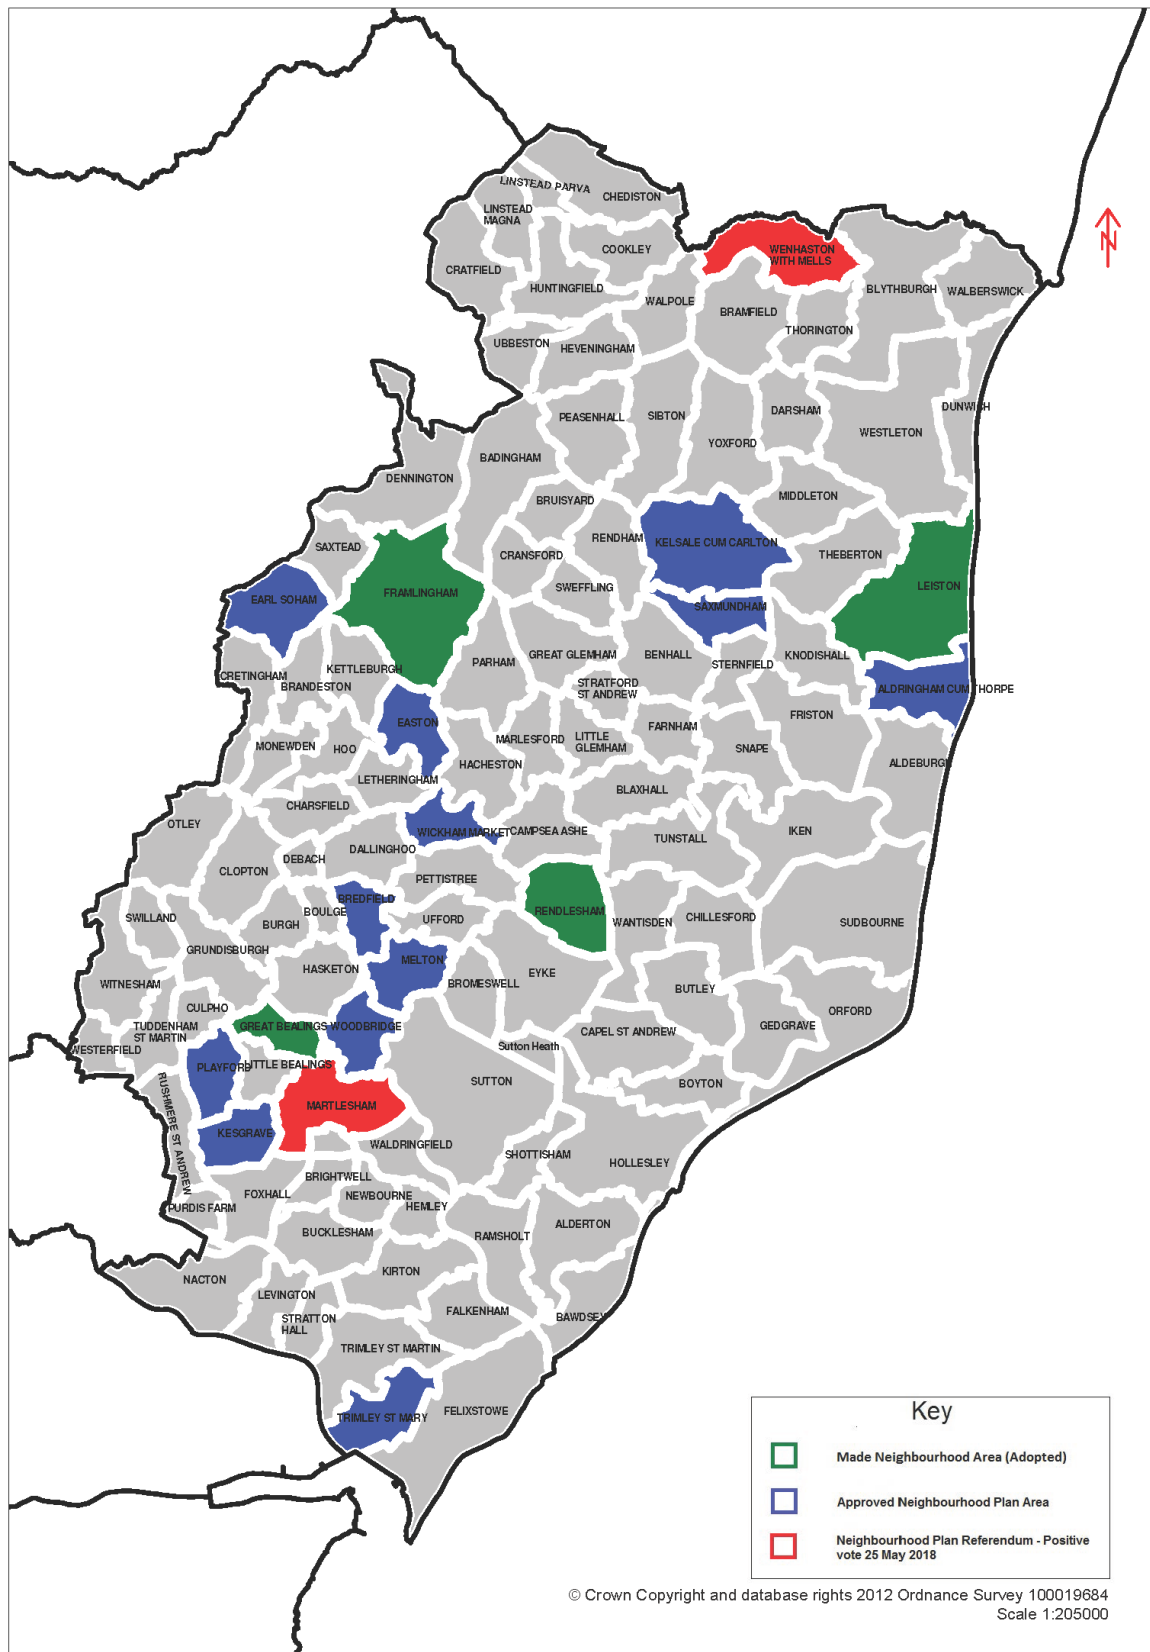 LINSTEAD PARVA
CHEDISTON
LINSTEAD
MAGNA
COOKLEY
WENHASTON
WITH MELLS
N
CRATFIELD
HUNTINGFIELD
BLYTHBURGH
WALBERSWICK
WALPOLE
BRAMFIELD
THORINGTON
UBBESTON
HEVENINGHAM
PEASENHALL
SIBTON
DARSHAM
DUNWICH
WESTLETON
YOXFORD
BADINGHAM
DENNINGTON
BRUISYARD
MIDDLETON
SAXTEAD
RENDHAM
KELSALE CUM CARLTON
CRANSFORD
THEBERTON
SWEFFLING
LEISTON
FRAMLINGHAM
EARL SOHAM
SAXMUNDHAM
GREAT GLEMHAM
BENHALL
KNODISHALL
PARHAM
STERNFIELD
KETTLEBURGH
CRETINGHAM
BRANDESTON
STRATFORD
ST ANDREW
ALDRINGHAM CUM THORPE
FRISTON
EASTON
FARNHAM
MARLESFORD
LITTLE
GLEMHAM
MONEWDEN
HOO
SNAPE
HACHESTON
ALDEBURGH
LETHERINGHAM
BLAXHALL
CHARSFIELD
OTLEY
WICKHAM MARKET
CAMPSEA ASHE
TUNSTALL
IKEN
DALLINGHOO
DEBACH
CLOPTON
PETTISTREE
BREDFIELD
BOULGE
RENDLESHAM
SWILLAND
BURGH
UFFORD
WANTISDEN
CHILLESFORD
SUDBOURNE
GRUNDISBURGH
HASKETON
MELTON
EYKE
WITNESHAM
BROMESWELL
BUTLEY
CULPHO
ORFORD
TUDDENHAM
ST MARTIN
GREAT BEALINGS
WOODBRIDGE
CAPEL ST ANDREW
GEDGRAVE
WESTERFIELD
Sutton Heath
PLAYFORD
LITTLE BEALINGS
SUTTON
BOYTON
RUSHMERE ST ANDREW
MARTLESHAM
KESGRAVE
WALDRINGFIELD
SHOTTISHAM
HOLLESLEY
BRIGHTWELL
FOXHALL
NEWBOURNE
HEMLEY
PURDIS FARM
BUCKLESHAM
RAMSHOLT
ALDERTON
NACTON
KIRTON
LEVINGTON
FALKENHAM
STRATTON
HALL
BAWDSEY
TRIMLEY ST MARTIN
TRIMLEY ST MARY
FELIXSTOWE
Key
Made Neighbourhood Area (Adopted)
Approved Neighbourhood Plan Area
Neighbourhood Plan Referendum - Positive
vote 25 May 2018
© Crown Copyright and database rights 2012 Ordnance Survey 100019684
Scale 1:205000